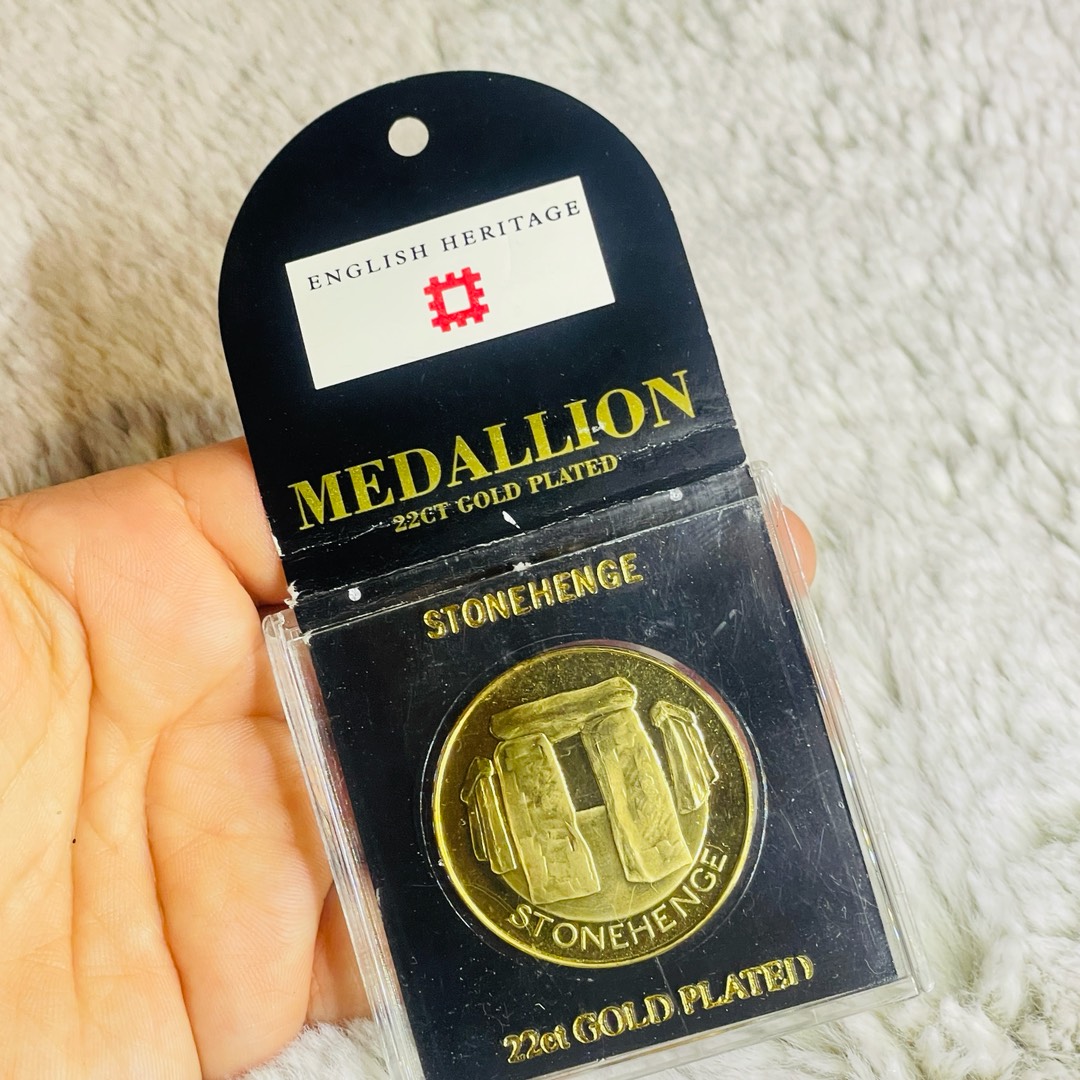 ENGLISH HERITAGE
MEDALLION
22CT GOLD PLATED
STONEHENGE
STONEHENGE
22ct GOLD PLATED